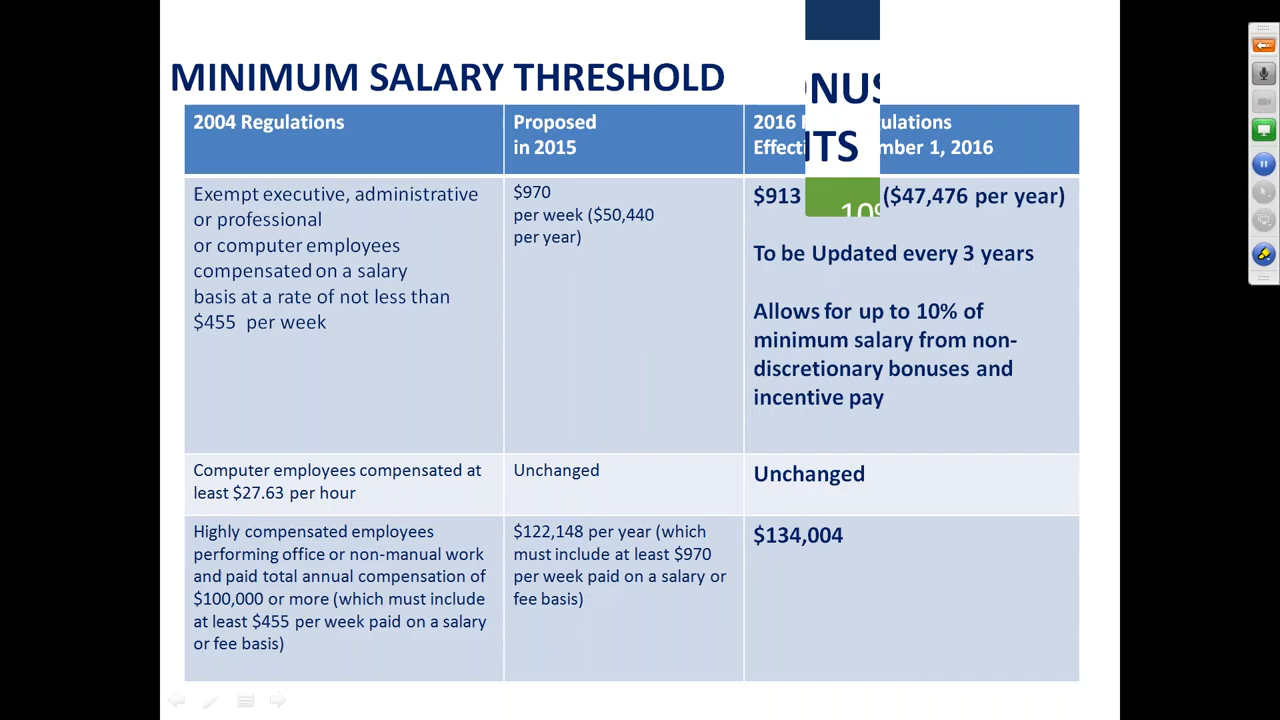 MINIMUM SALARY THRESHOLD
NUS
ITS
10
2004 Regulations
Proposed
in 2015
2016 ulations
Effecti mber 1, 2016
Exempt executive, administrative
or professional
or computer employees
compensated on a salary
basis at a rate of not less than
$455 per week
$970
per week ($50,440
per year)
$913 ($47,476 per year)
To be Updated every 3 years
Allows for up to 10% of
minimum salary from non-
discretionary bonuses and
incentive pay
Computer employees compensated at
least $27.63 per hour
Unchanged
Unchanged
Highly compensated employees
performing office or non-manual work
and paid total annual compensation of
$100,000 or more (which must include
at least $455 per week paid on a salary
or fee basis)
$122,148 per year (which
must include at least $970
per week paid on a salary or
fee basis)
$134,004